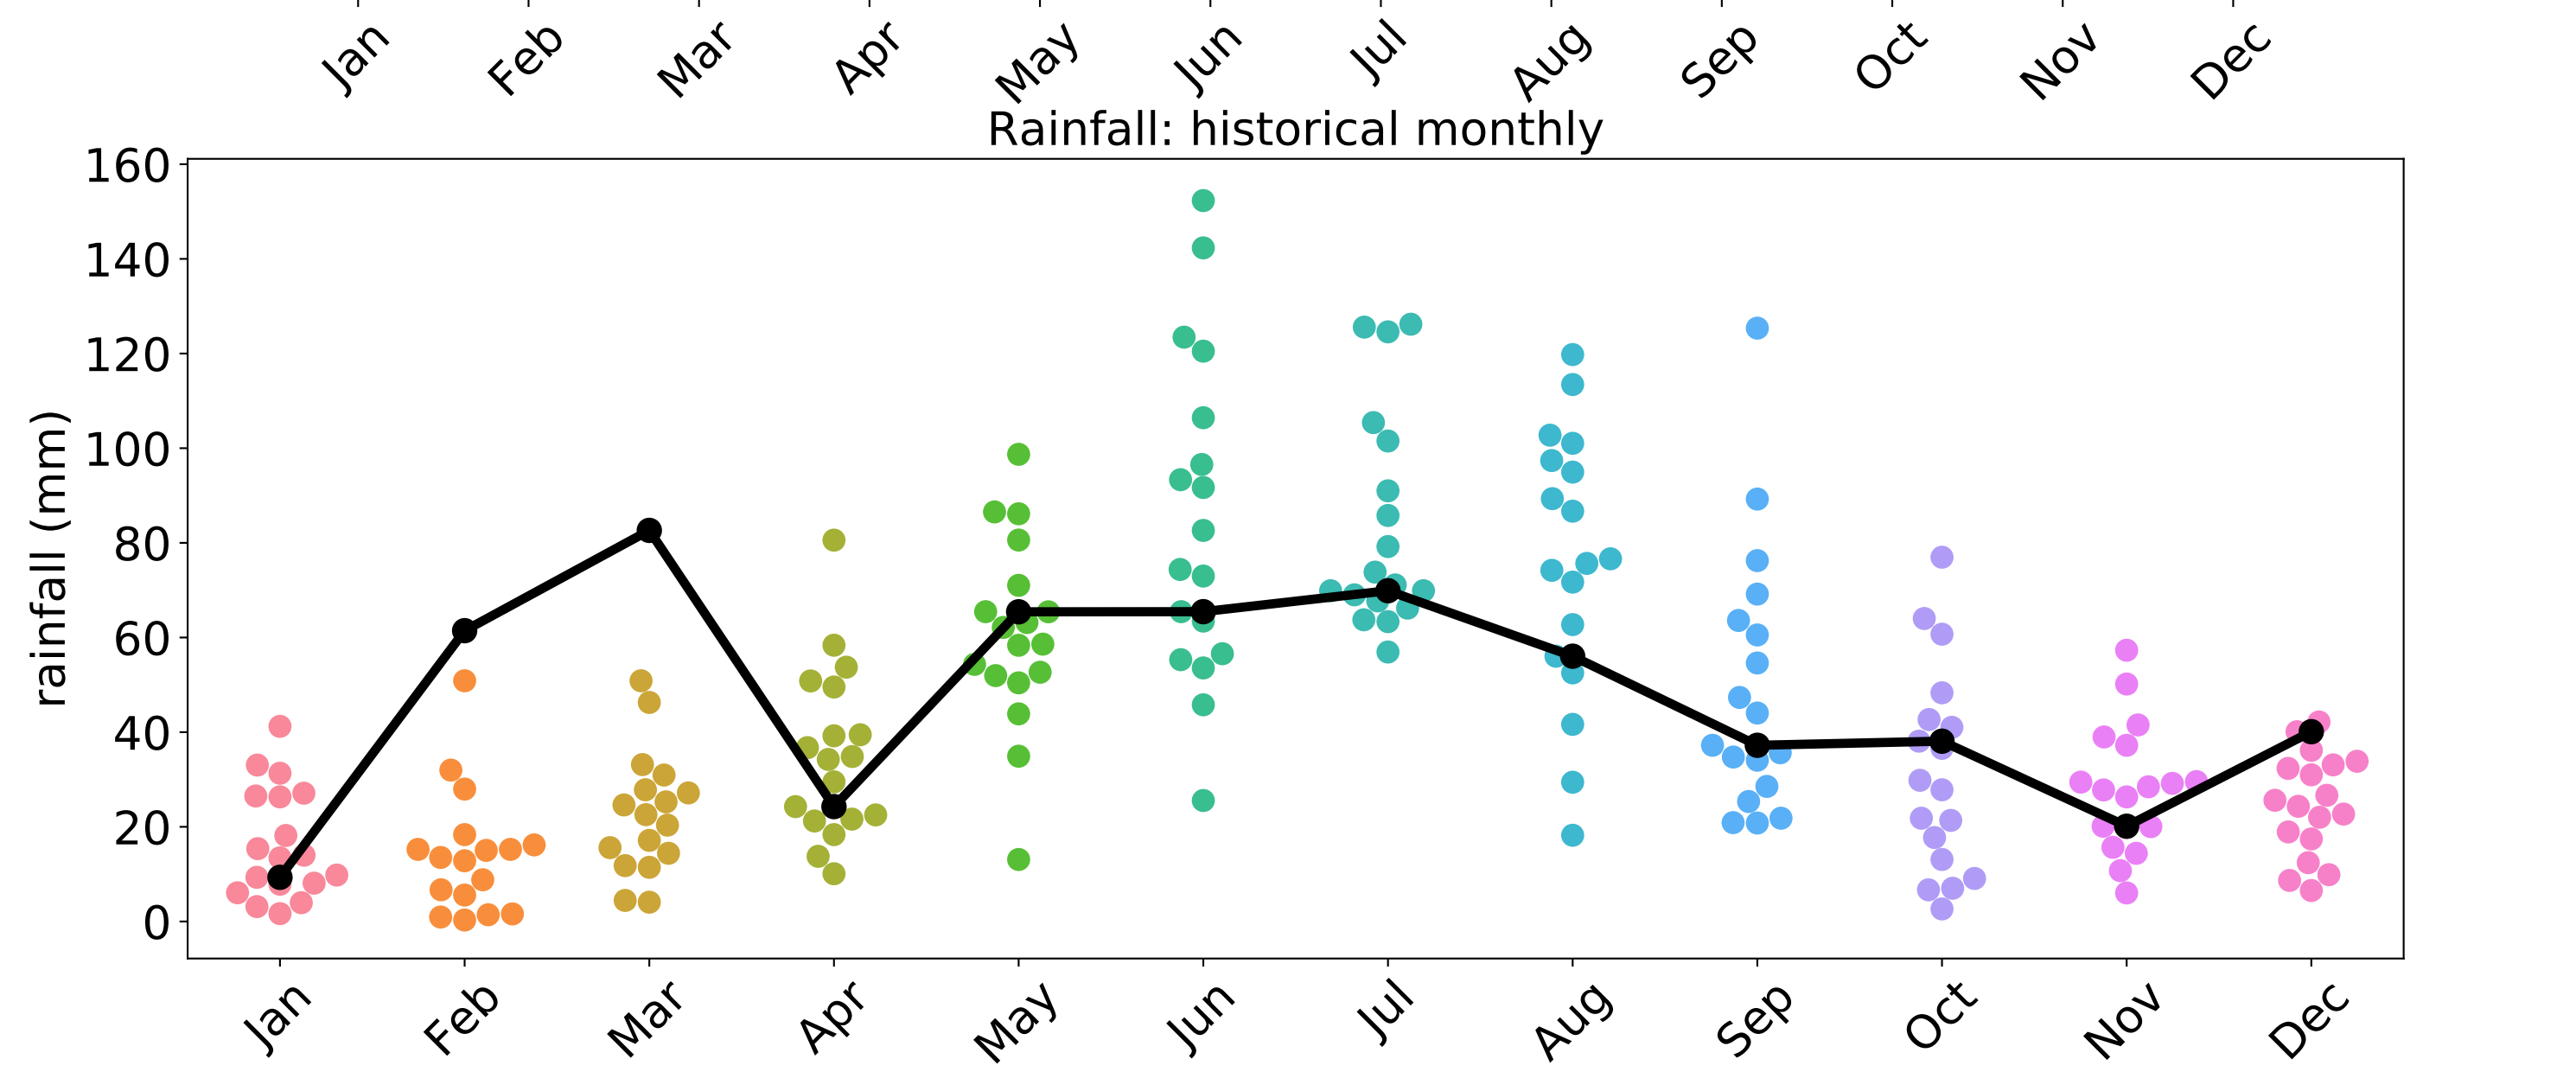 Jan Feb Mar Apr May Jun Jul Aug Sep Oct Nov Dec
Rainfall: historical monthly
160
140
120
100
80
60
40
20
0
rainfall (mm)
Jan Feb Mar Apr May Jun Jul Aug Sep Oct Nov Dec